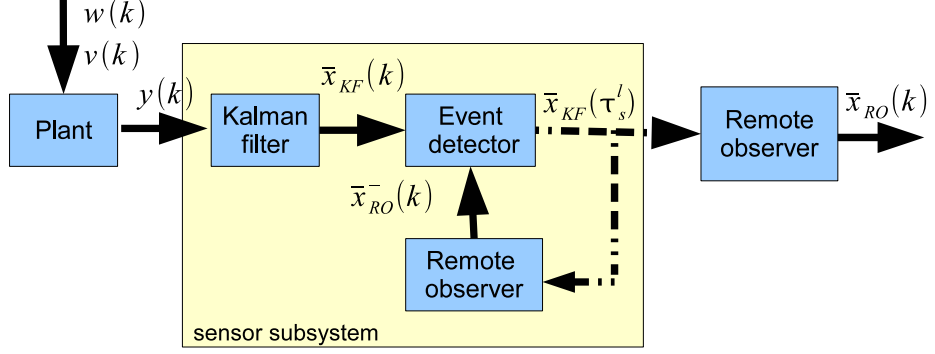 w(k)
v(k)
y(k)
Plant
Kalman
filter
x̄_KF(k)
Event
detector
x̄_KF(τ_s^l)
Remote
observer
x̄_RO(k)
x̄_RO^−(k)
Remote
observer
sensor subsystem